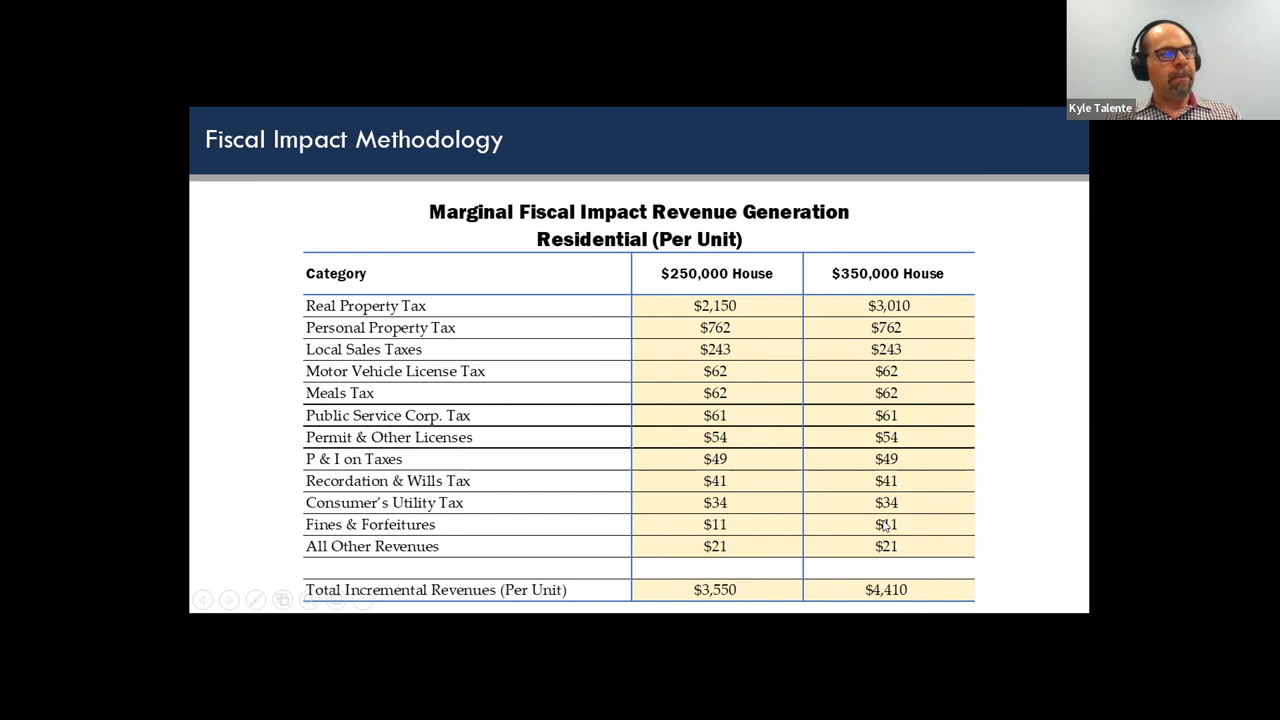 Kyle Talente
Fiscal Impact Methodology
Marginal Fiscal Impact Revenue Generation
Residential (Per Unit)
Category $250,000 House $350,000 House
Real Property Tax $2,150 $3,010
Personal Property Tax $762 $762
Local Sales Taxes $243 $243
Motor Vehicle License Tax $62 $62
Meals Tax $62 $62
Public Service Corp. Tax $61 $61
Permit & Other Licenses $54 $54
P & I on Taxes $49 $49
Recordation & Wills Tax $41 $41
Consumer's Utility Tax $34 $34
Fines & Forfeitures $11 $11
All Other Revenues $21 $21
Total Incremental Revenues (Per Unit) $3,550 $4,410